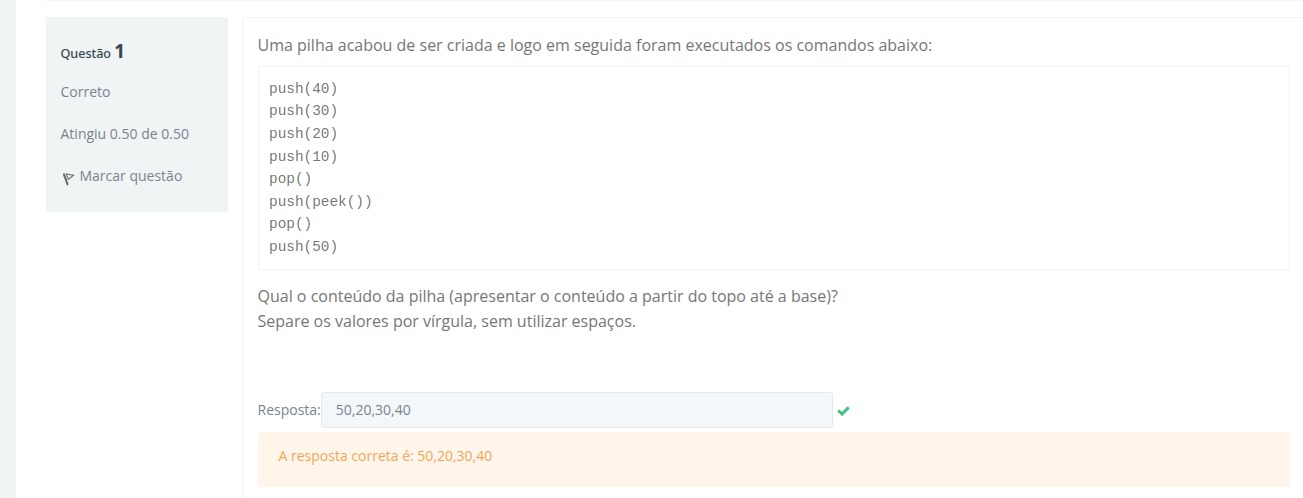 Questão 1
Correto
Atingiu 0.50 de 0.50
Marcar questão
Uma pilha acabou de ser criada e logo em seguida foram executados os comandos abaixo:
push(40)
push(30)
push(20)
push(10)
pop()
push(peek())
pop()
push(50)
Qual o conteúdo da pilha (apresentar o conteúdo a partir do topo até a base)?
Separe os valores por vírgula, sem utilizar espaços.
Resposta: 50,20,30,40
A resposta correta é: 50,20,30,40